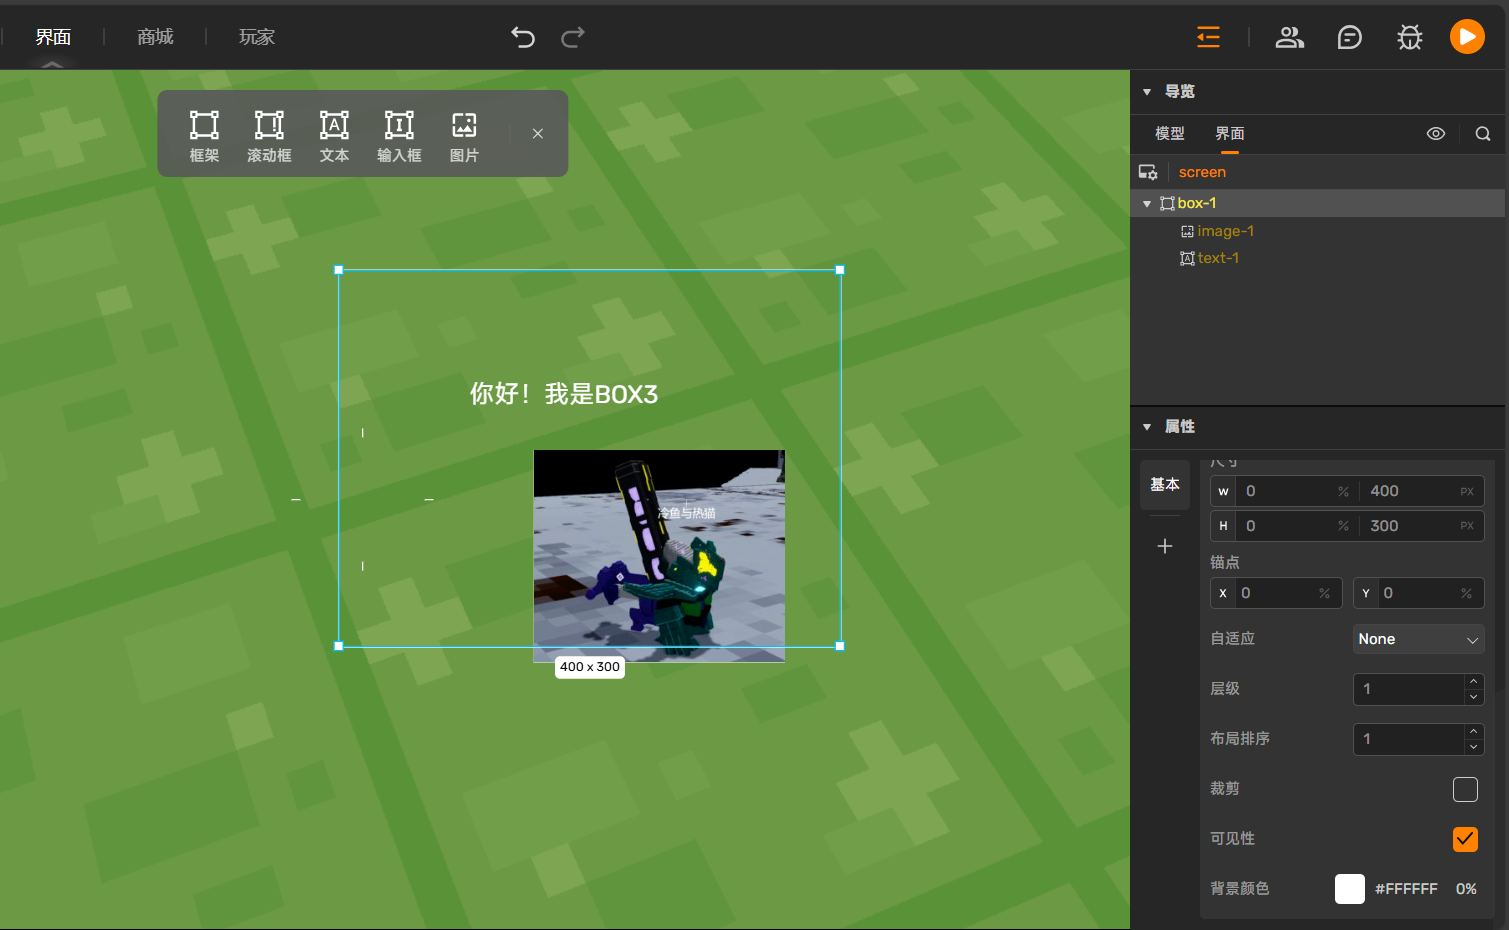 界面
商城
玩家
框架
滚动框
文本
输入框
图片
你好！我是BOX3
冷鱼与热猫
400 x 300
导览
模型
界面
screen
box-1
image-1
text-1
属性
基本
尺寸
W 0 % 400 PX
H 0 % 300 PX
锚点
X 0 % Y 0 %
自适应 None
层级 1
布局排序 1
裁剪
可见性
背景颜色 #FFFFFF 0%